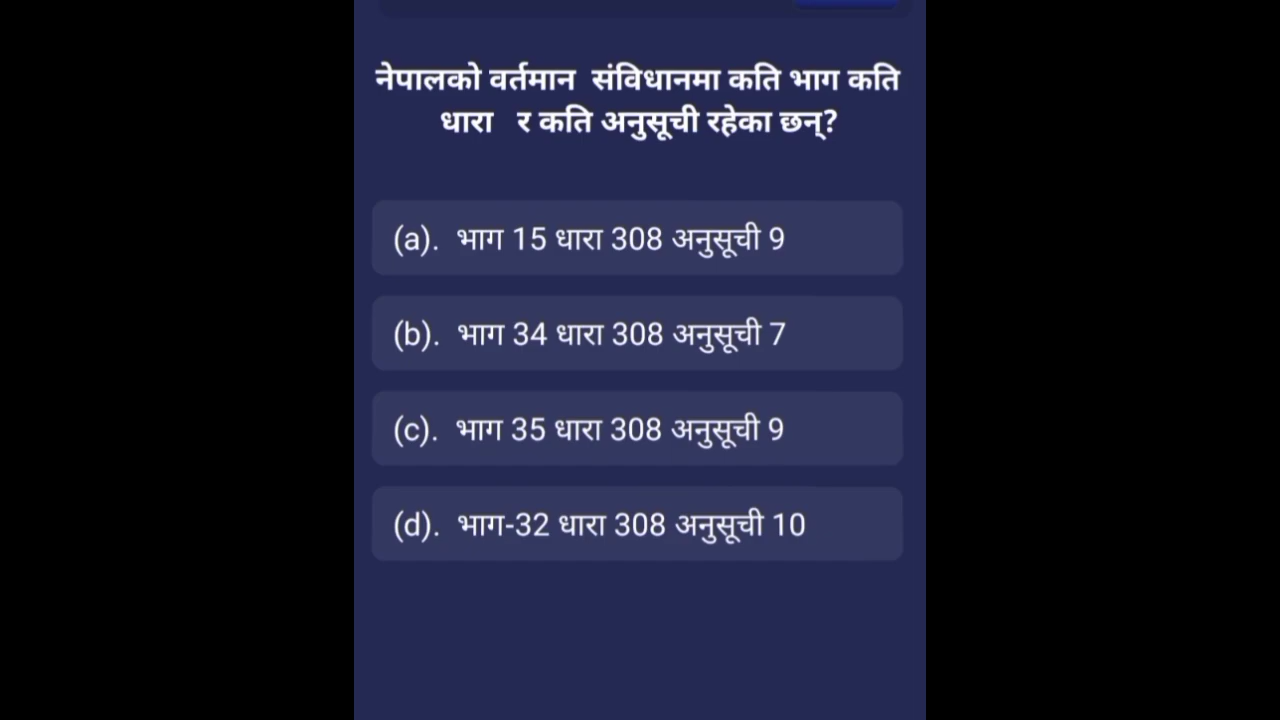 नेपालको वर्तमान संविधानमा कति भाग कति
धारा र कति अनुसूची रहेका छन्?
(a). भाग 15 धारा 308 अनुसूची 9
(b). भाग 34 धारा 308 अनुसूची 7
(c). भाग 35 धारा 308 अनुसूची 9
(d). भाग-32 धारा 308 अनुसूची 10